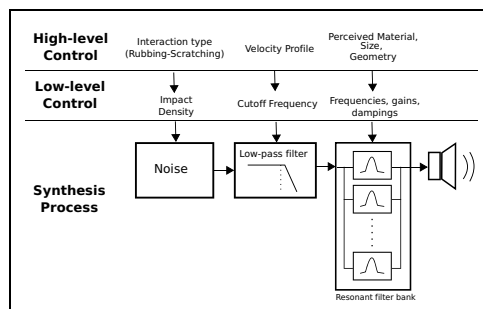 High-level
Control
Interaction type
(Rubbing-Scratching)
Velocity Profile
Perceived Material,
Size,
Geometry
Low-level
Control
Impact
Density
Cutoff Frequency
Frequencies, gains,
dampings
Synthesis
Process
Noise
Low-pass filter
Resonant filter bank